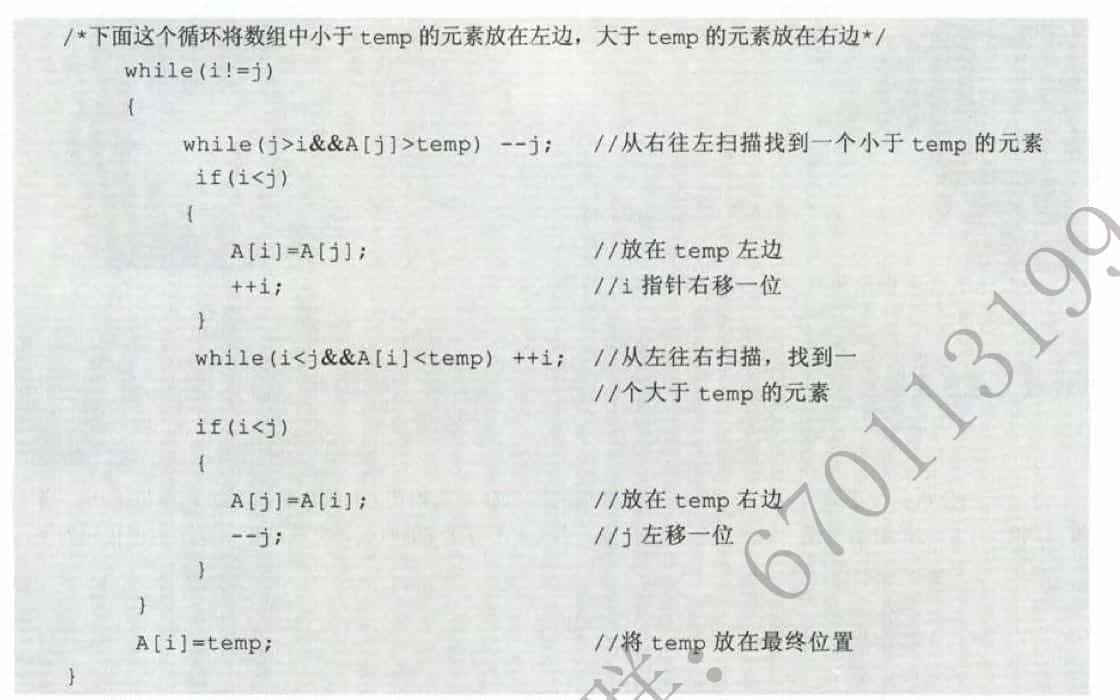 /*下面这个循环将数组中小于 temp 的元素放在左边，大于 temp 的元素放在右边*/
while(i!=j)
{
while(j>i&&A[j]>temp) --j; //从右往左扫描找到一个小于 temp 的元素
if(i<j)
{
A[i]=A[j]; //放在 temp 左边
++i; //i 指针右移一位
}
while(i<j&&A[i]<temp) ++i; //从左往右扫描，找到一
//个大于 temp 的元素
if(i<j)
{
A[j]=A[i]; //放在 temp 右边
--j; //j 左移一位
}
}
A[i]=temp; //将 temp 放在最终位置
}
群：670113199